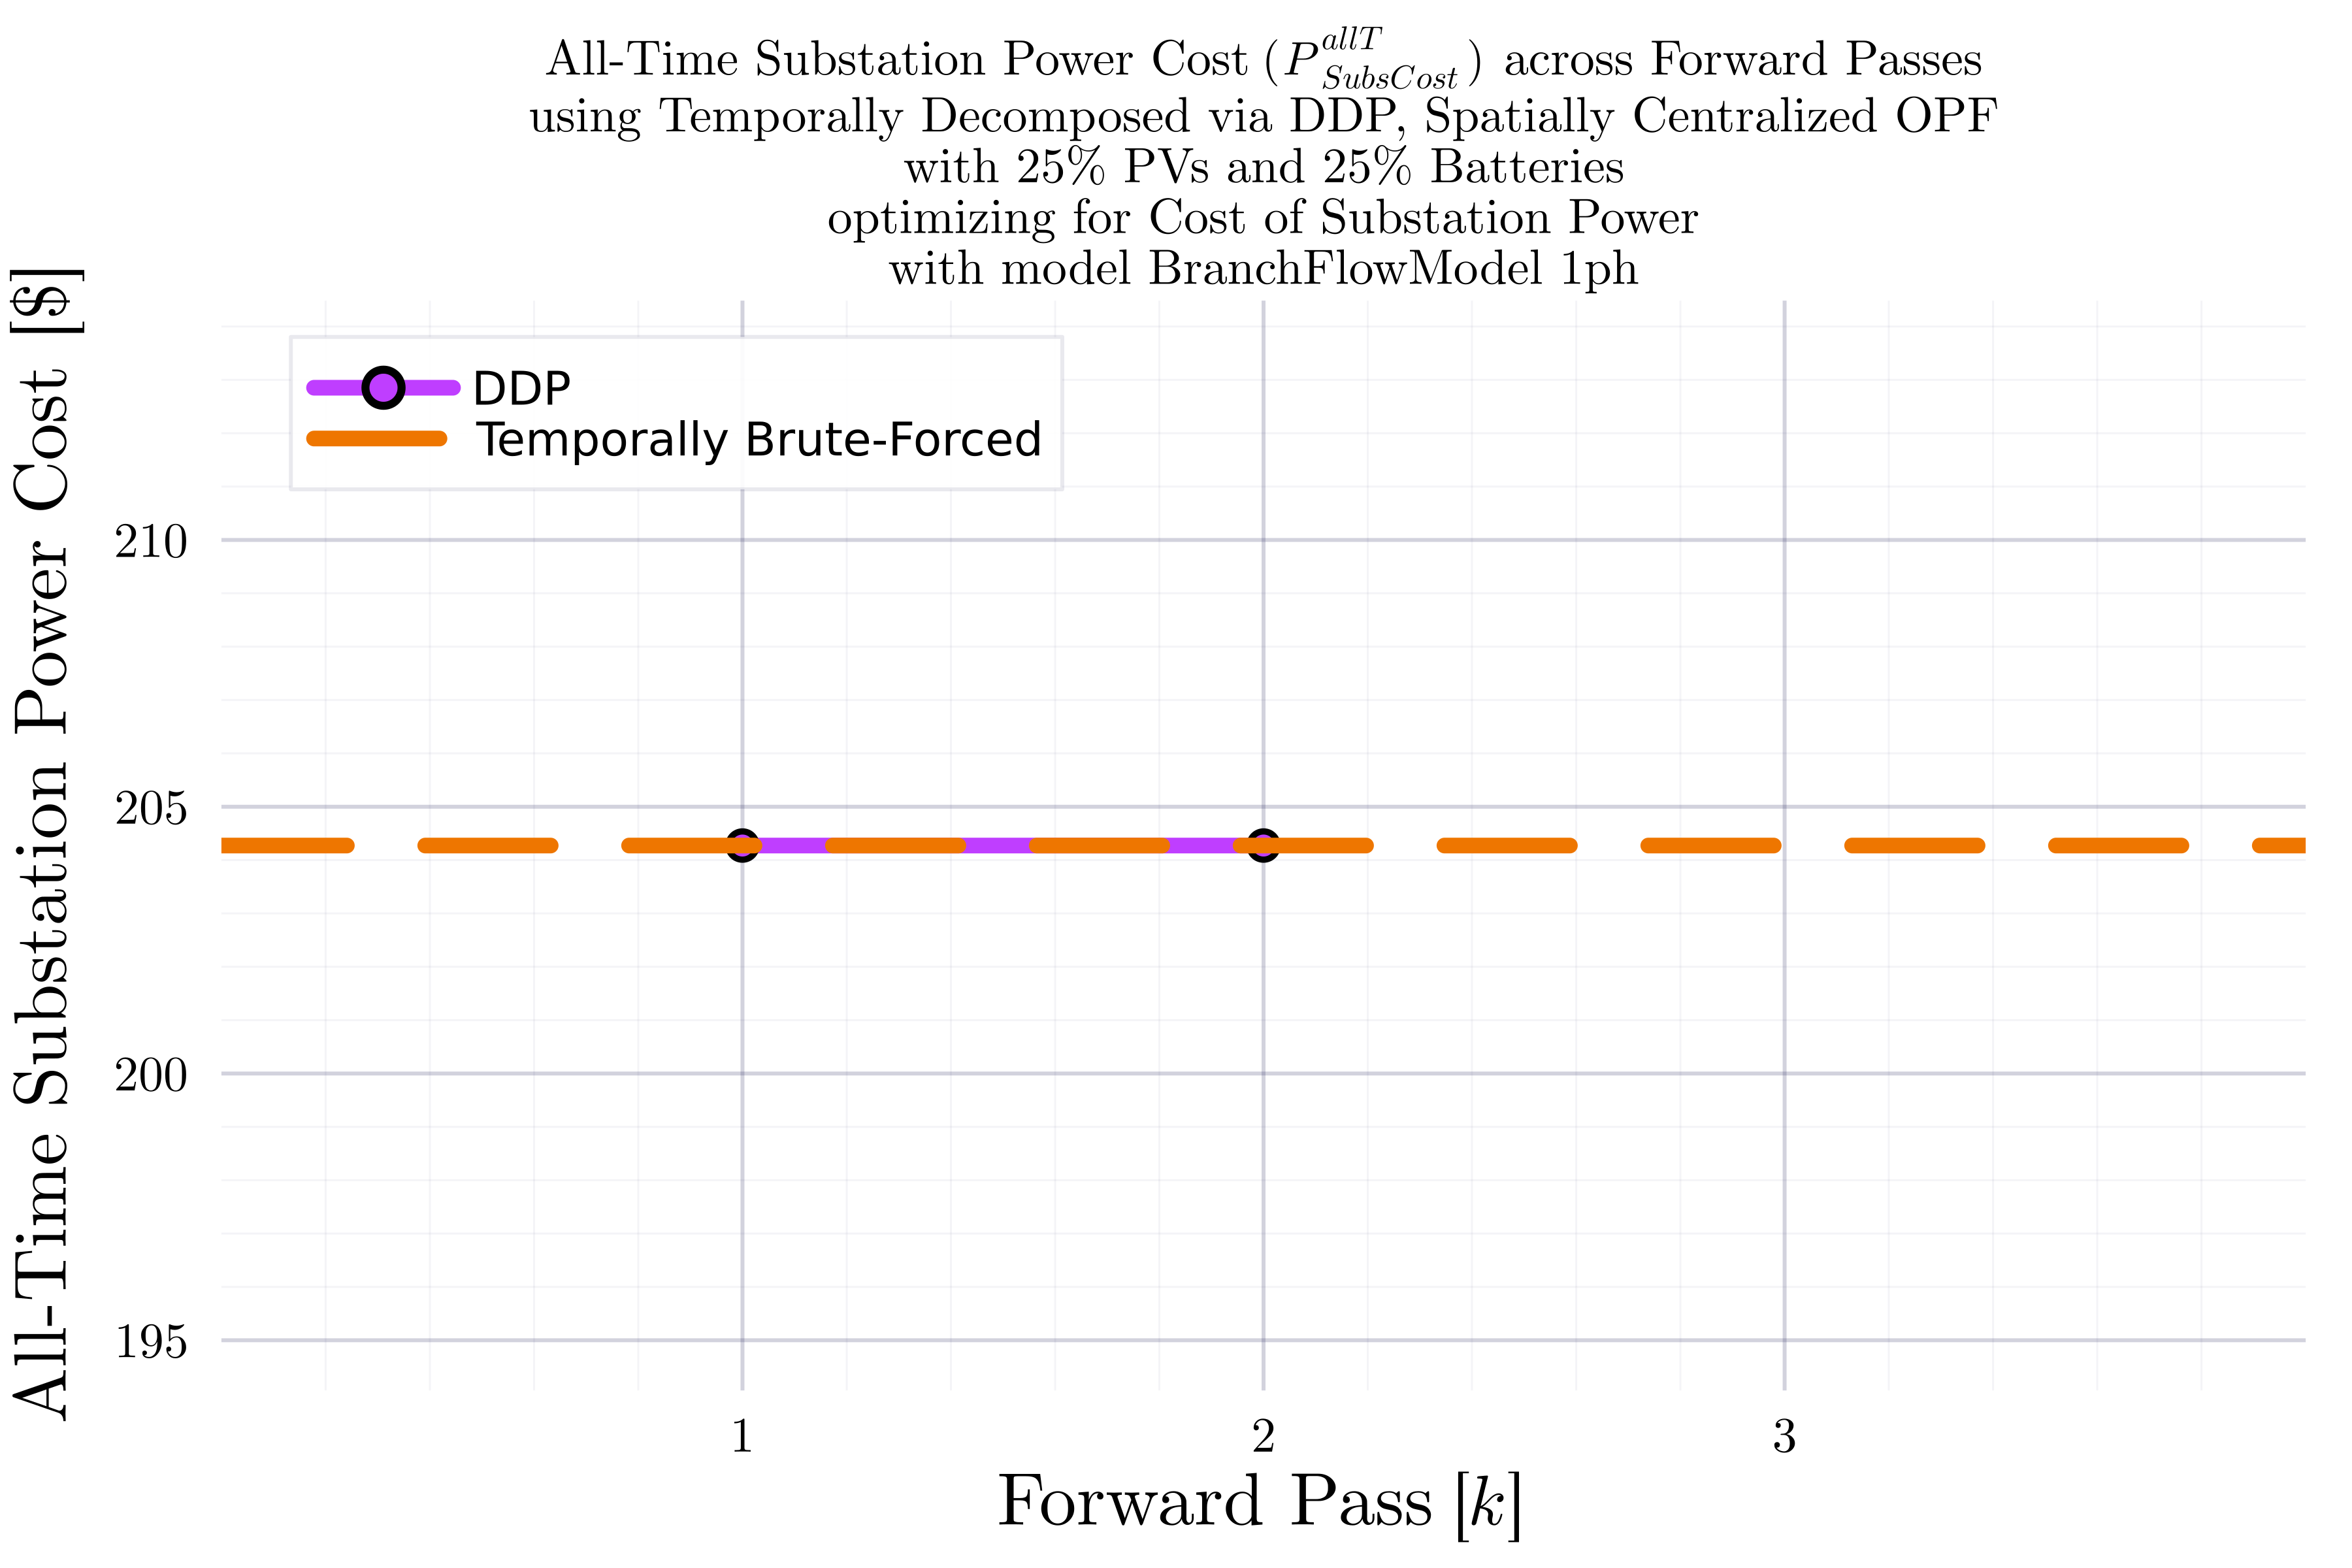 All-Time Substation Power Cost (P_{SubsCost}^{allT}) across Forward Passes
using Temporally Decomposed via DDP, Spatially Centralized OPF
with 25% PVs and 25% Batteries
optimizing for Cost of Substation Power
with model BranchFlowModel 1ph
All-Time Substation Power Cost [$]
DDP
Temporally Brute-Forced
210
205
200
195
1
2
3
Forward Pass [k]